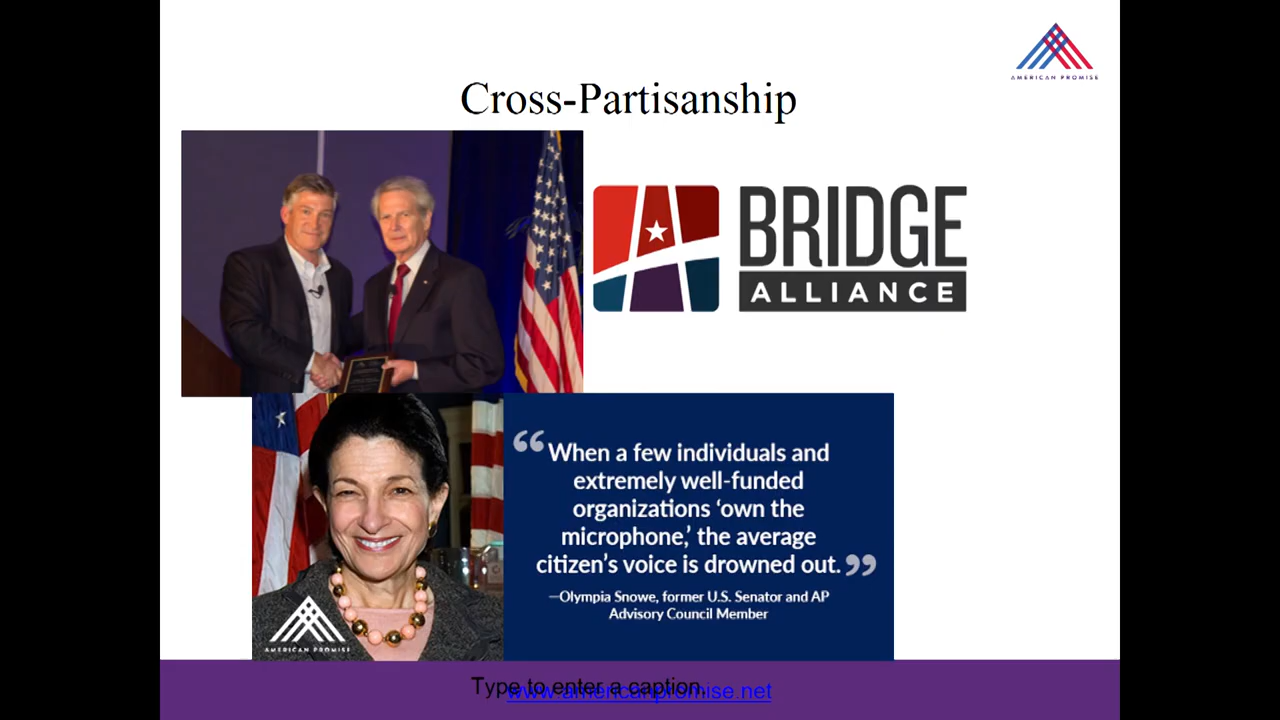 AMERICAN PROMISE
Cross-Partisanship
BRIDGE
ALLIANCE
“When a few individuals and
extremely well-funded
organizations ‘own the
microphone,’ the average
citizen’s voice is drowned out.”
—Olympia Snowe, former U.S. Senator and AP
Advisory Council Member
AMERICAN PROMISE
Type to enter a caption.
www.americanpromise.net